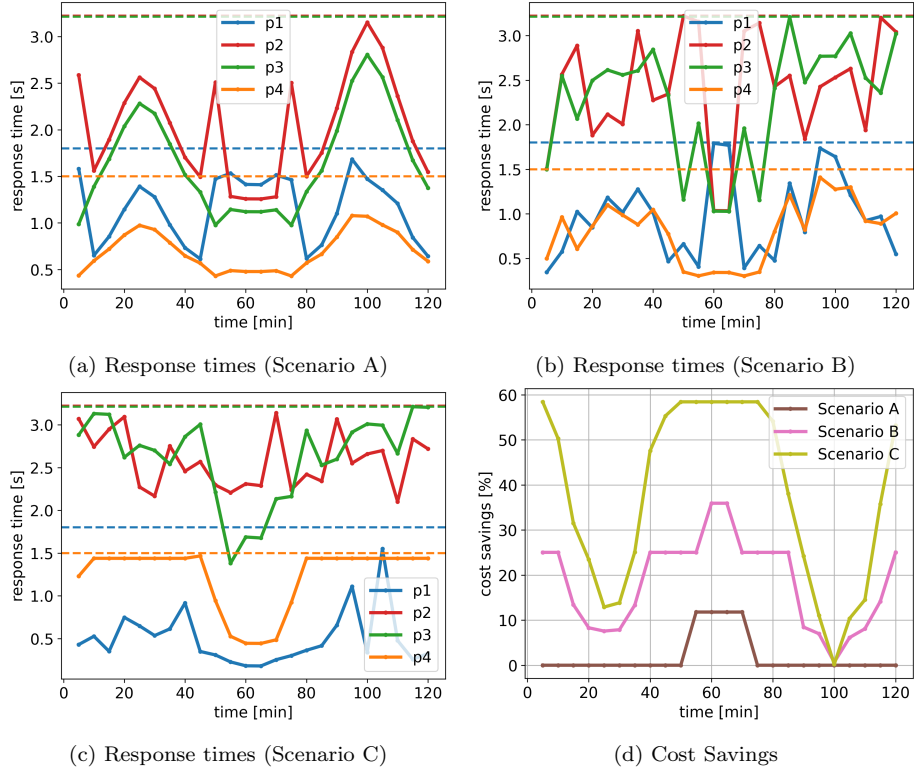 3.0
2.5
2.0
1.5
1.0
0.5
response time [s]
p1
p2
p3
p4
0 20 40 60 80 100 120
time [min]
(a) Response times (Scenario A)
3.0
2.5
2.0
1.5
1.0
0.5
response time [s]
p1
p2
p3
p4
0 20 40 60 80 100 120
time [min]
(b) Response times (Scenario B)
3.0
2.5
2.0
1.5
1.0
0.5
response time [s]
p1
p2
p3
p4
0 20 40 60 80 100 120
time [min]
(c) Response times (Scenario C)
60
50
40
30
20
10
0
cost savings [%]
Scenario A
Scenario B
Scenario C
0 20 40 60 80 100 120
time [min]
(d) Cost Savings